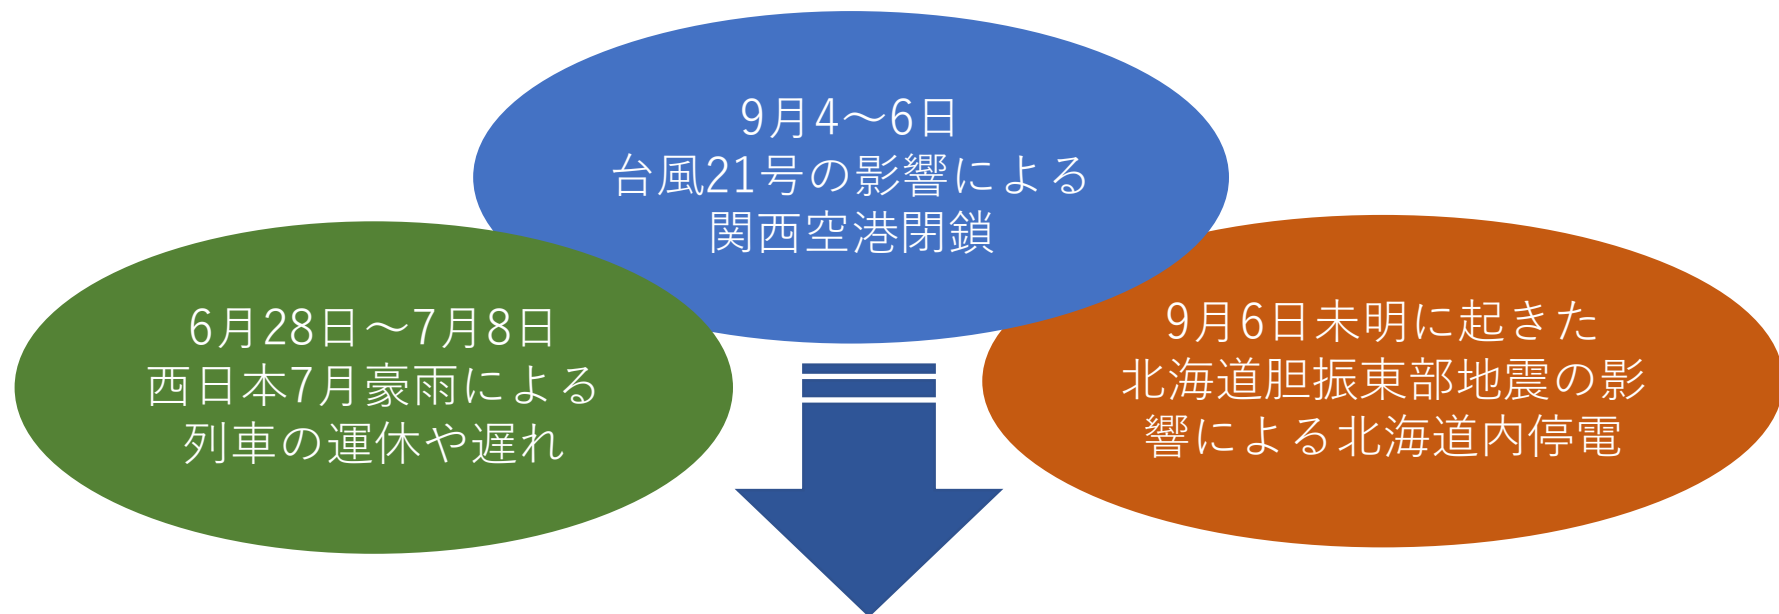 9月4～6日
台風21号の影響による
関西空港閉鎖
6月28日～7月8日
西日本7月豪雨による
列車の運休や遅れ
9月6日未明に起きた
北海道胆振東部地震の影
響による北海道内停電